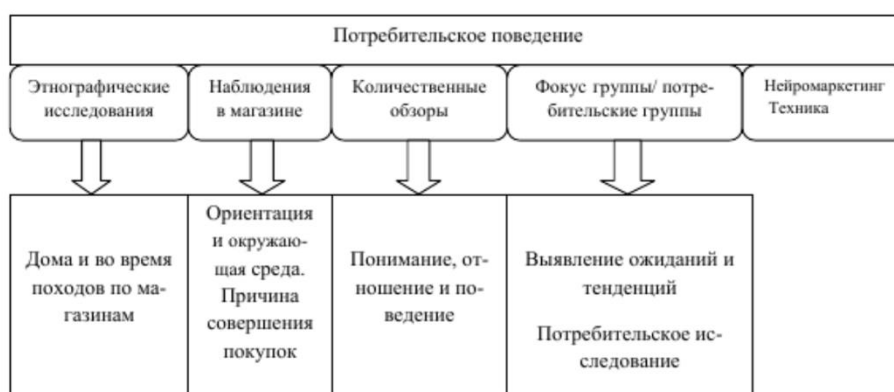 Потребительское поведение
Этнографические
исследования
Наблюдения
в магазине
Количественные
обзоры
Фокус группы/ потре-
бительские группы
Нейромаркетинг
Техника
Дома и во время
походов по ма-
газинам
Ориентация
и окружаю-
щая среда.
Причина
совершения
покупок
Понимание, от-
ношение и по-
ведение
Выявление ожиданий и
тенденций
Потребительское ис-
следование